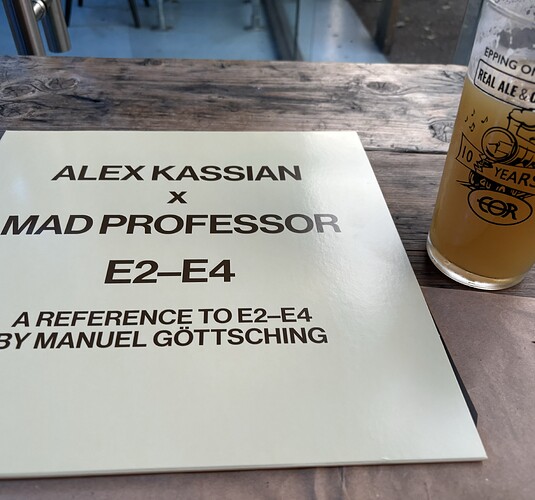 ALEX KASSIAN
x
MAD PROFESSOR
E2–E4
A REFERENCE TO E2–E4
BY MANUEL GÖTTSCHING
EPPING
REAL ALE &
10 YEARS
EOR